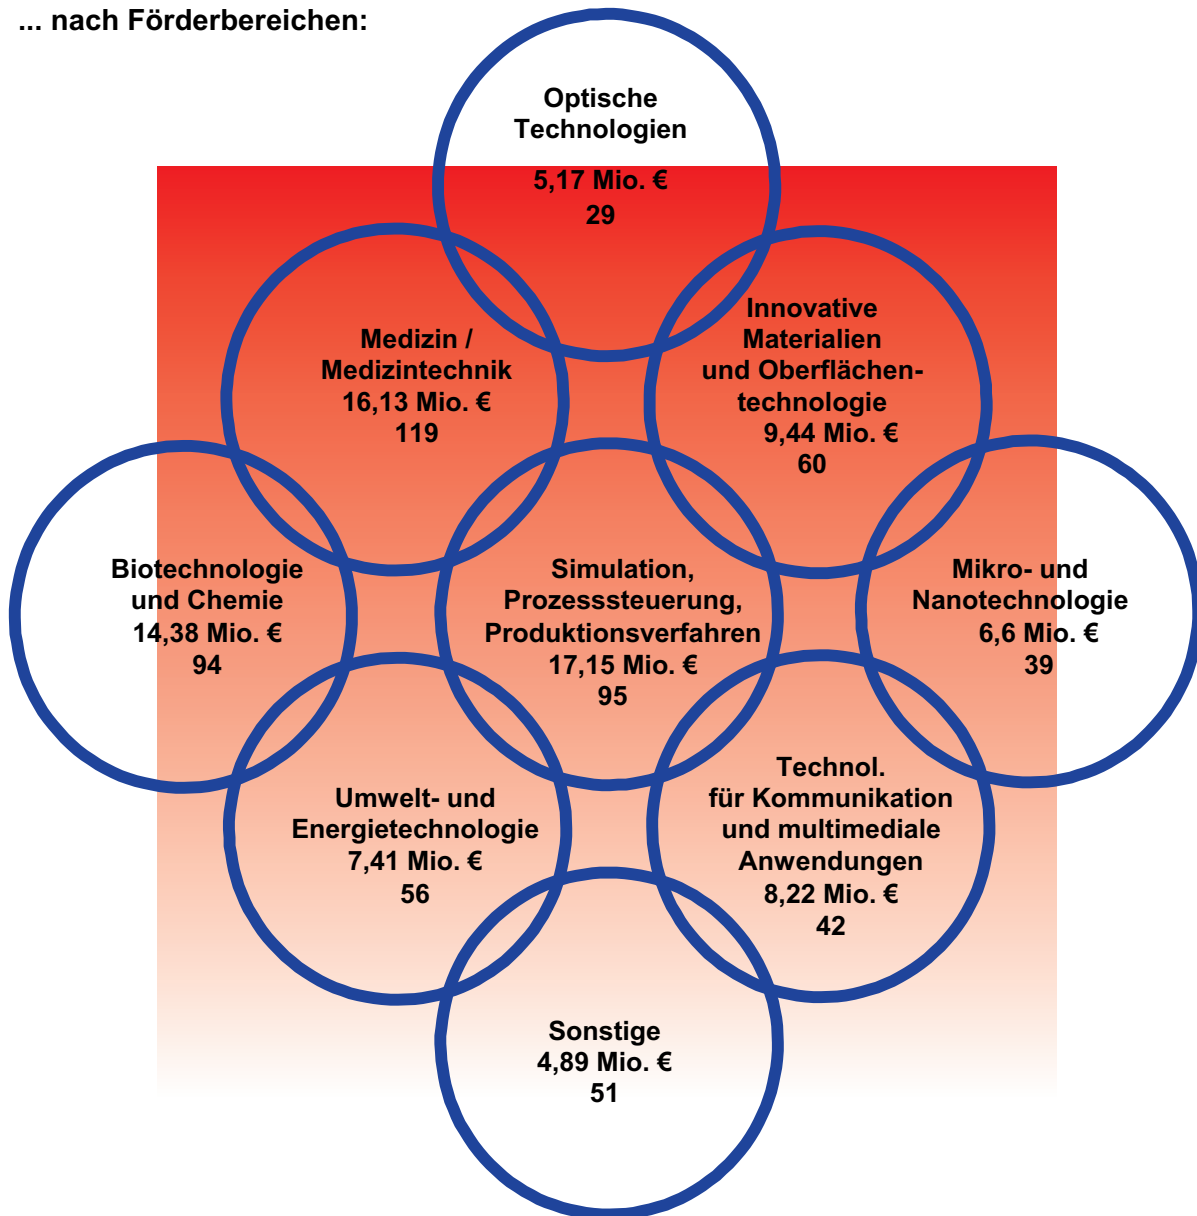 ... nach Förderbereichen:
Optische
Technologien
5,17 Mio. €
29
Medizin /
Medizintechnik
16,13 Mio. €
119
Innovative
Materialien
und Oberflächen-
technologie
9,44 Mio. €
60
Biotechnologie
und Chemie
14,38 Mio. €
94
Simulation,
Prozesssteuerung,
Produktionsverfahren
17,15 Mio. €
95
Mikro- und
Nanotechnologie
6,6 Mio. €
39
Umwelt- und
Energietechnologie
7,41 Mio. €
56
Technol.
für Kommunikation
und multimediale
Anwendungen
8,22 Mio. €
42
Sonstige
4,89 Mio. €
51